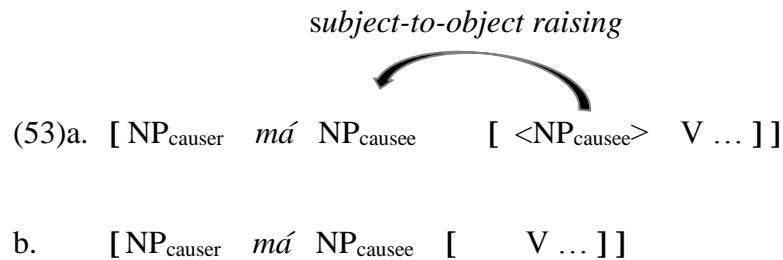 subject-to-object raising
(53)a. [ NPcauser má NPcausee [ <NPcausee> V … ] ]
b. [ NPcauser má NPcausee [ V … ] ]